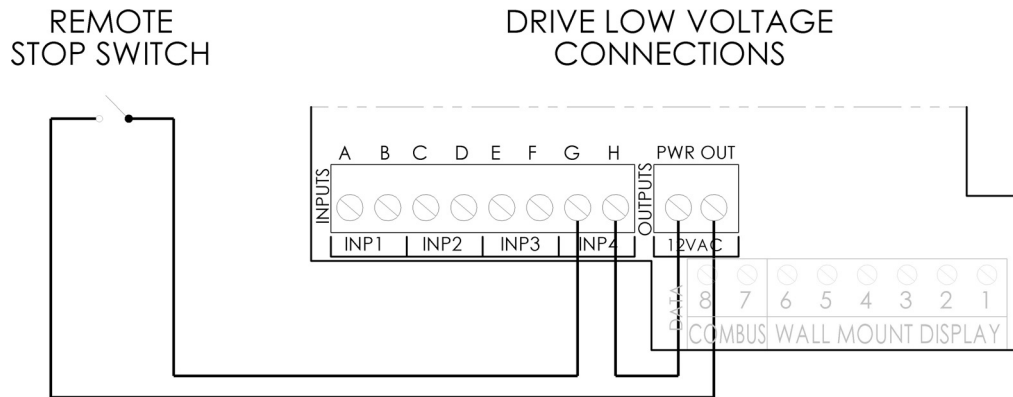 REMOTE
STOP SWITCH
DRIVE LOW VOLTAGE
CONNECTIONS
A B C D E F G H
PWR OUT
INPUTS
OUTPUTS
INP1 INP2 INP3 INP4
12VAC
DATA
8 7 6 5 4 3 2 1
COMBUS WALL MOUNT DISPLAY